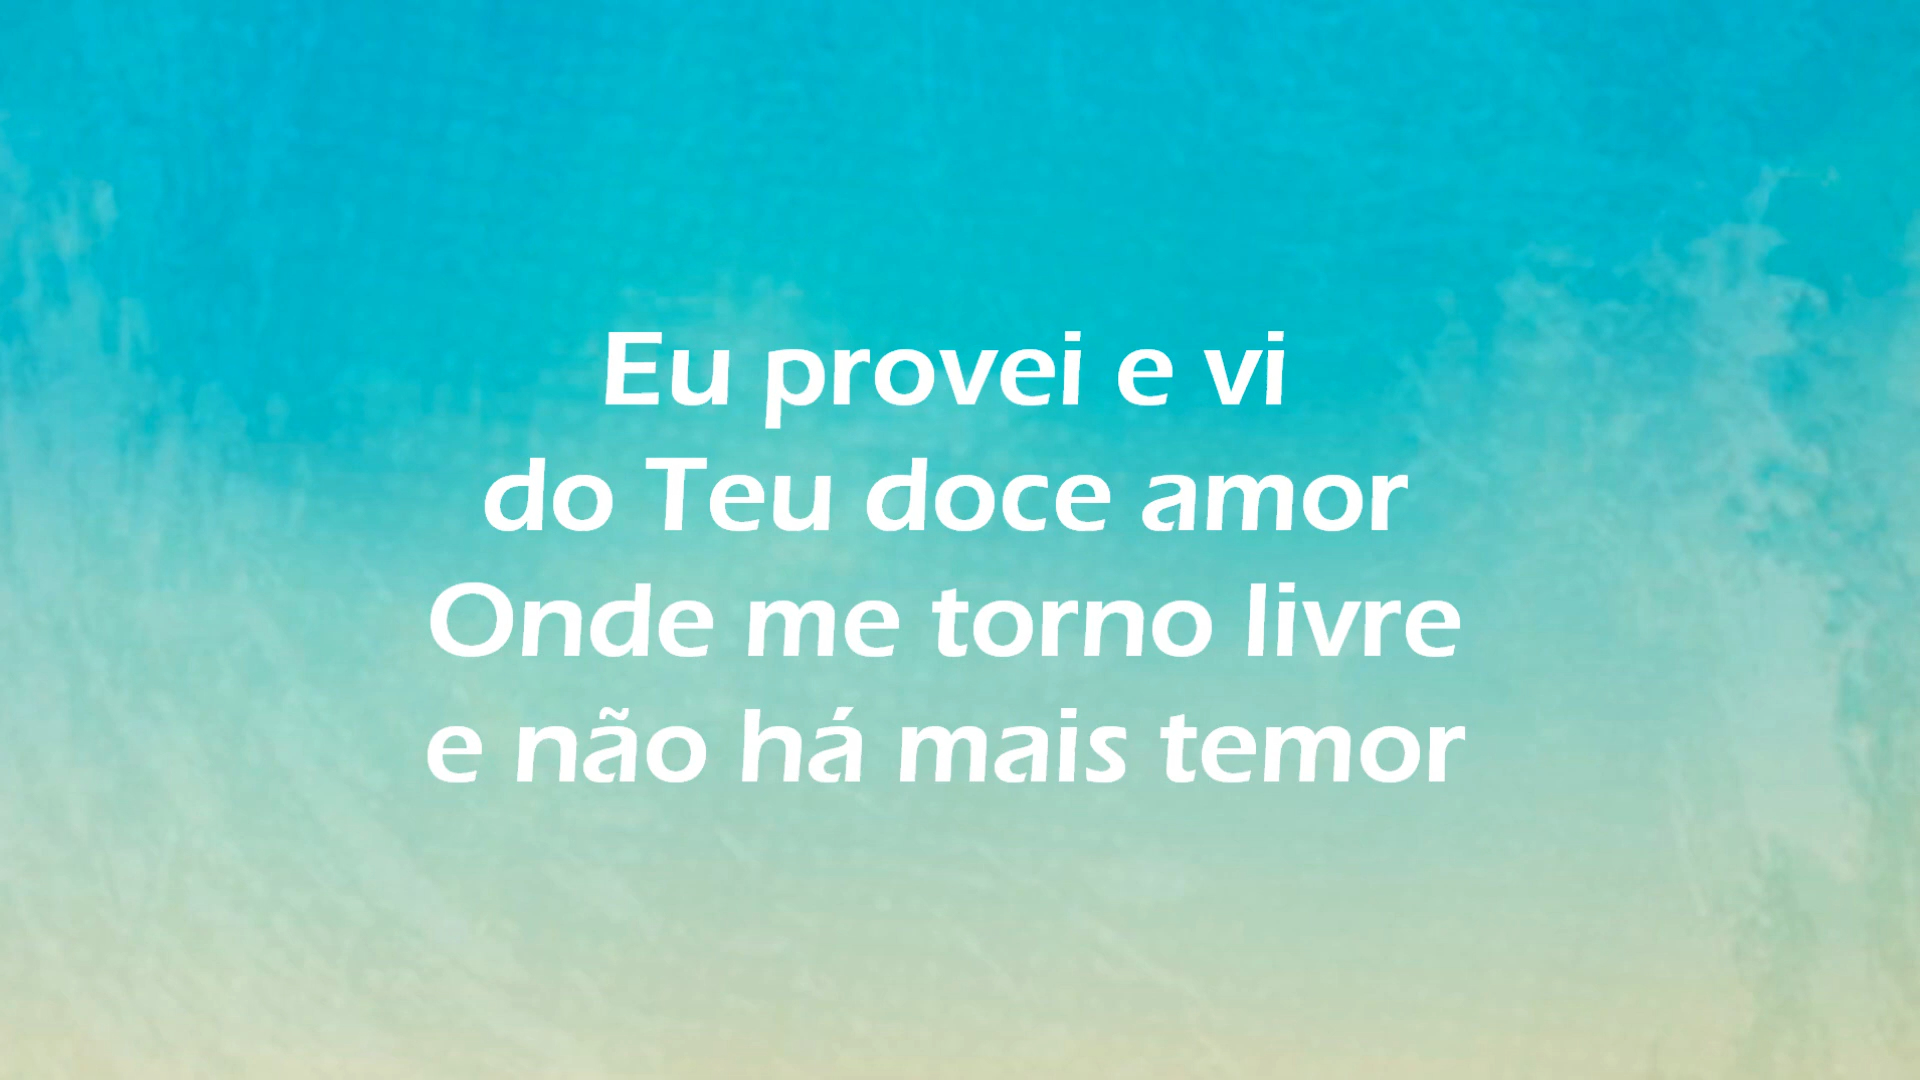 Eu provei e vi
do Teu doce amor
Onde me torno livre
e não há mais temor